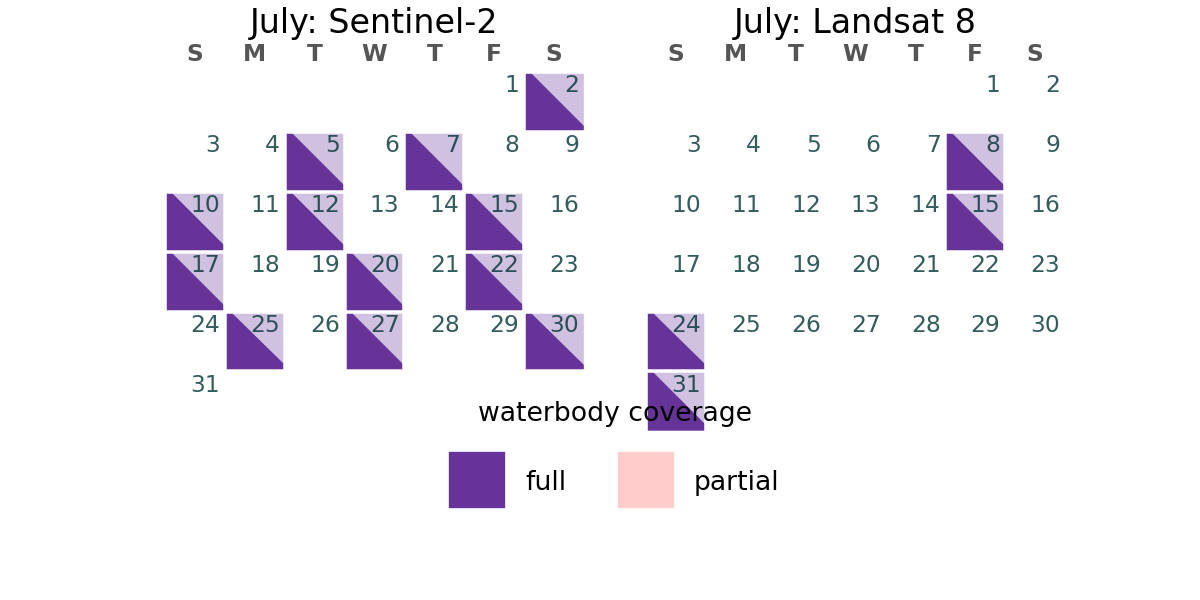 July: Sentinel-2
S M T W T F S
1 2
3 4 5 6 7 8 9
10 11 12 13 14 15 16
17 18 19 20 21 22 23
24 25 26 27 28 29 30
31
July: Landsat 8
S M T W T F S
1 2
3 4 5 6 7 8 9
10 11 12 13 14 15 16
17 18 19 20 21 22 23
24 25 26 27 28 29 30
31
waterbody coverage
full partial